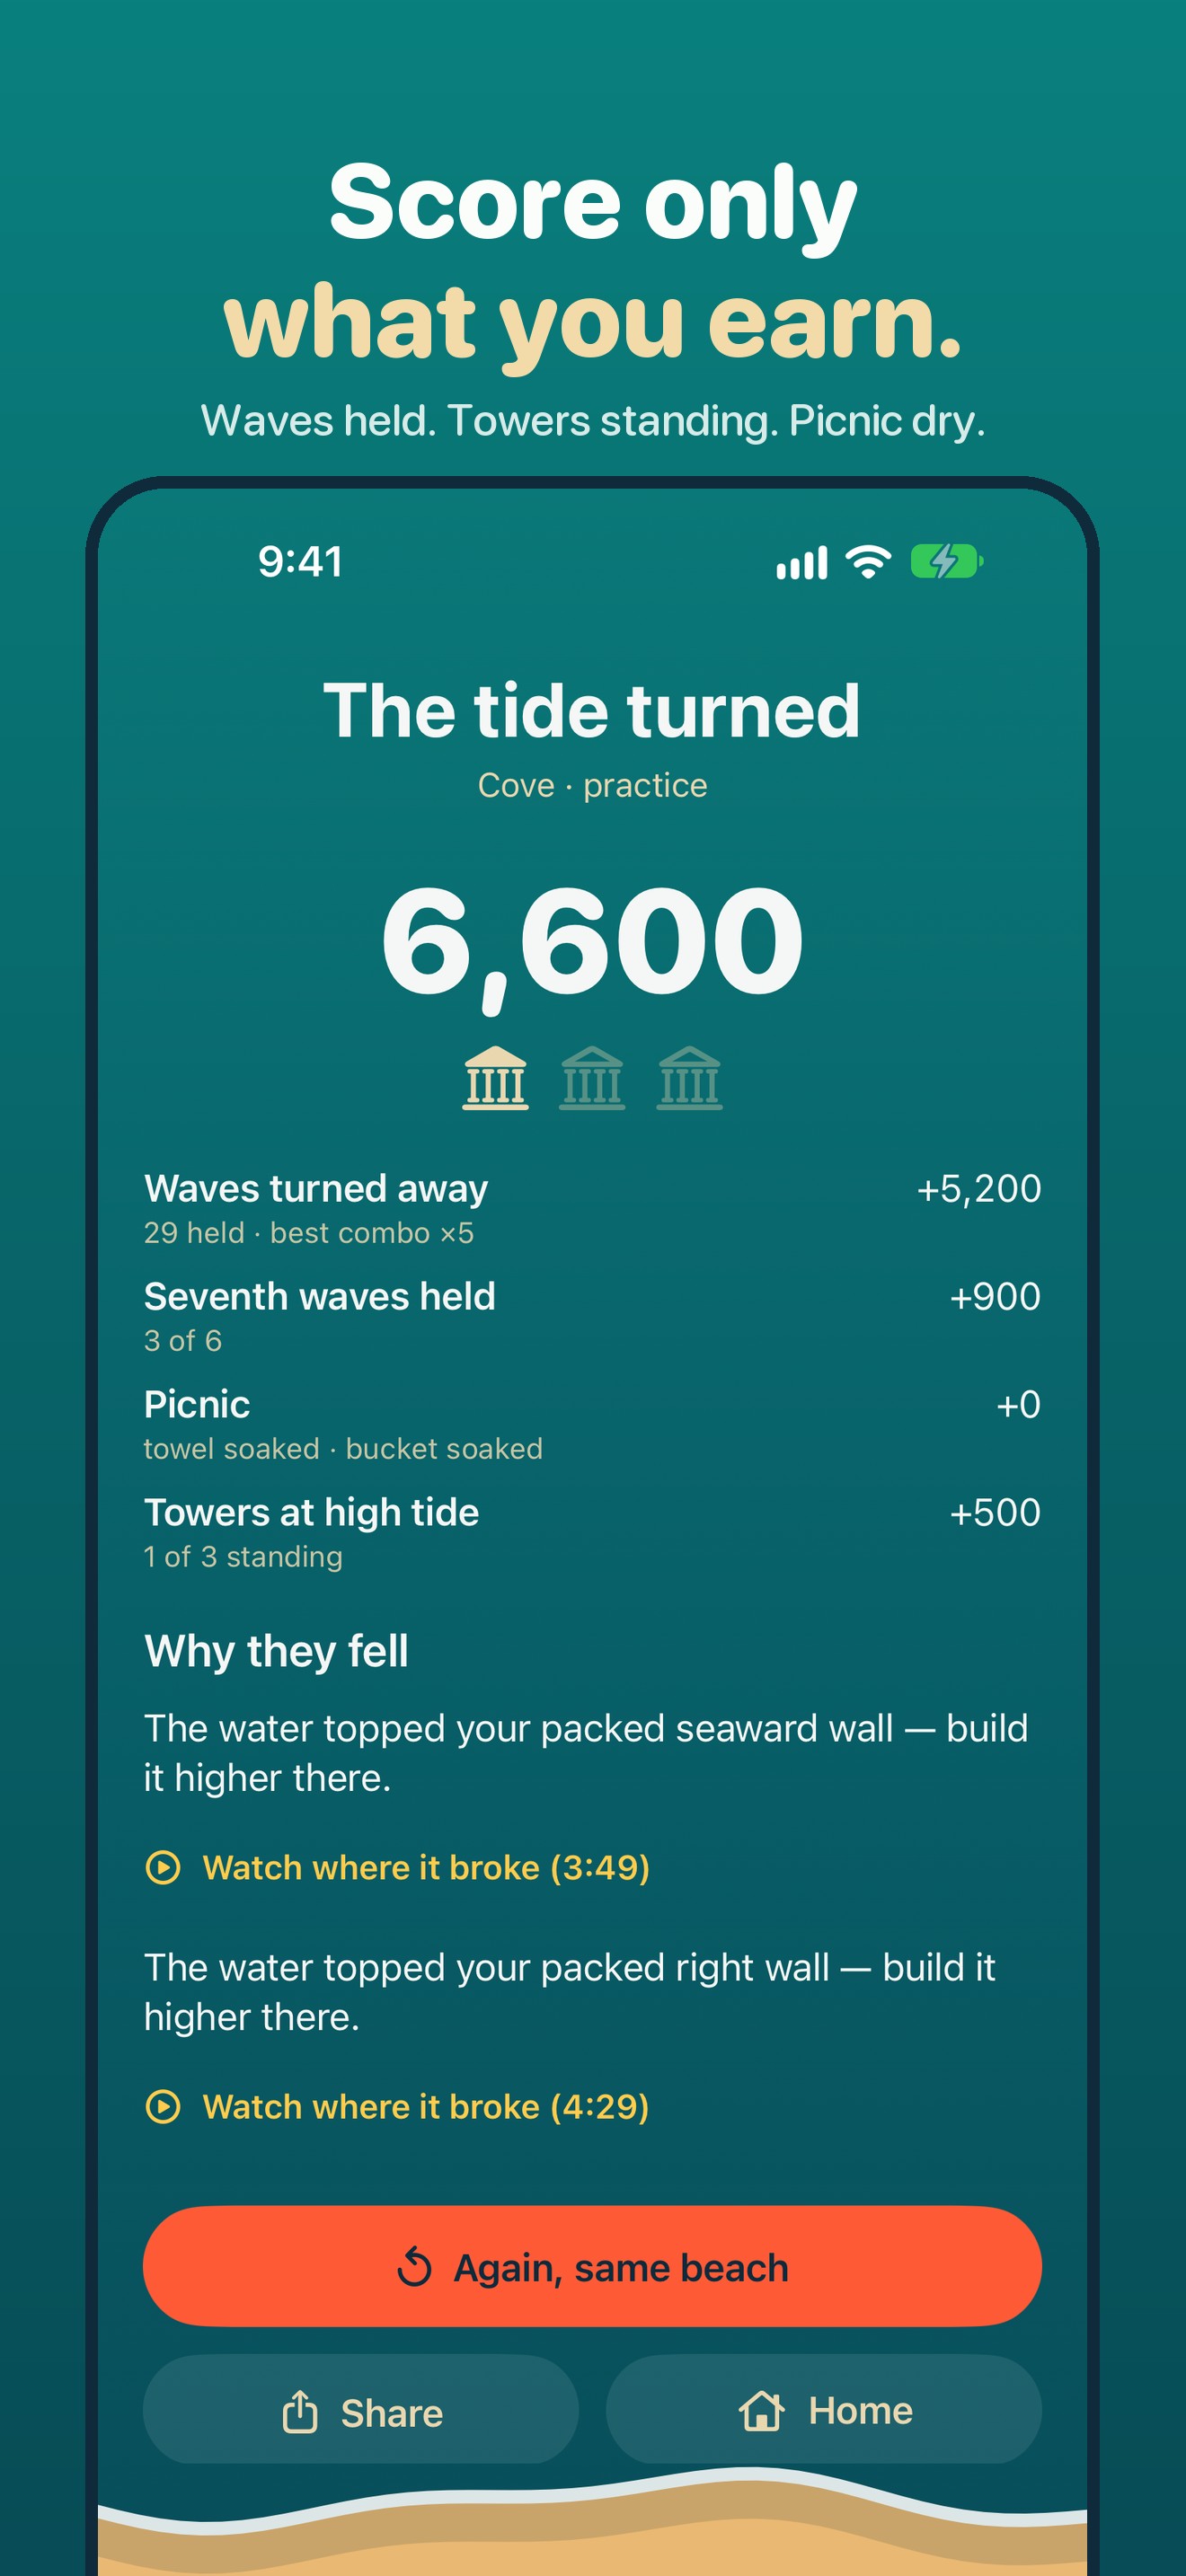 Score only
what you earn.
Waves held. Towers standing. Picnic dry.
9:41
The tide turned
Cove · practice
6,600
Waves turned away +5,200
29 held · best combo ×5
Seventh waves held +900
3 of 6
Picnic +0
towel soaked · bucket soaked
Towers at high tide +500
1 of 3 standing
Why they fell
The water topped your packed seaward wall — build
it higher there.
Watch where it broke (3:49)
The water topped your packed right wall — build it
higher there.
Watch where it broke (4:29)
Again, same beach
Share Home